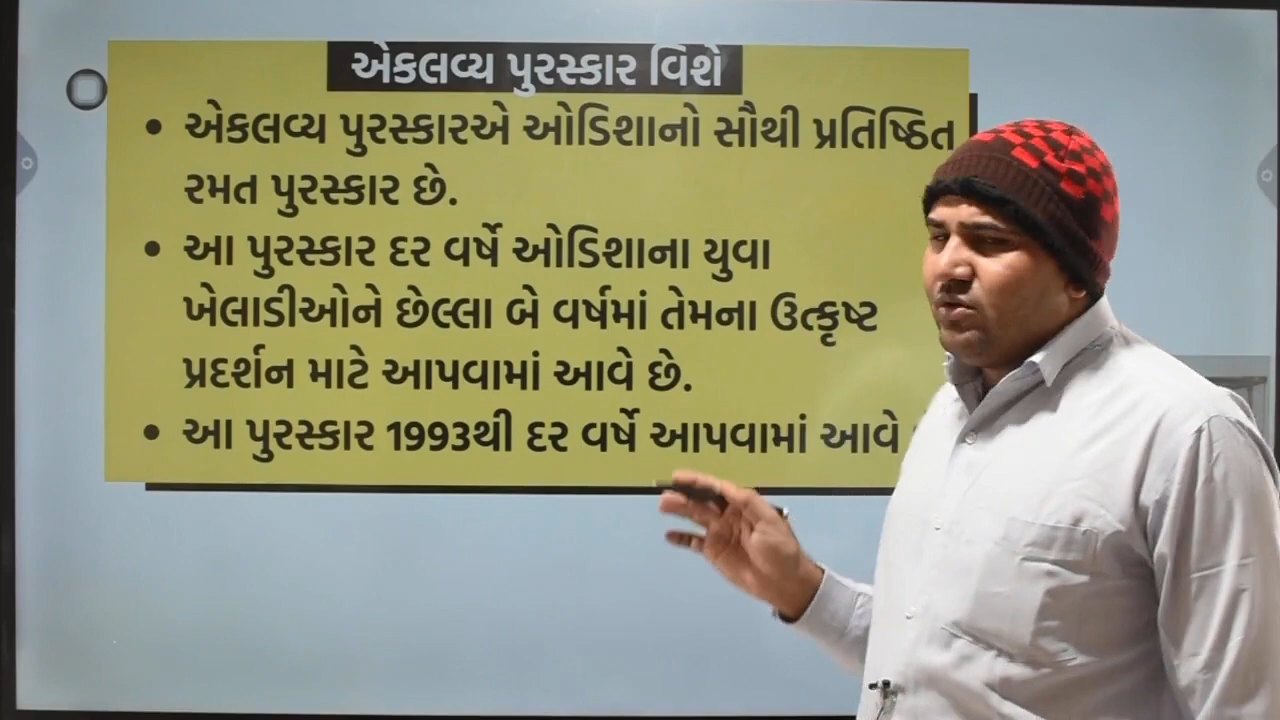 એકલવ્ય પુરસ્કાર વિશે
• એકલવ્ય પુરસ્કારએ ઓડિશાનો સૌથી પ્રતિષ્ઠિત
રમત પુરસ્કાર છે.
• આ પુરસ્કાર દર વર્ષે ઓડિશાના યુવા
ખેલાડીઓને છેલ્લા બે વર્ષમાં તેમના ઉત્કૃષ્ટ
પ્રદર્શન માટે આપવામાં આવે છે.
• આ પુરસ્કાર 1993થી દર વર્ષે આપવામાં આવે